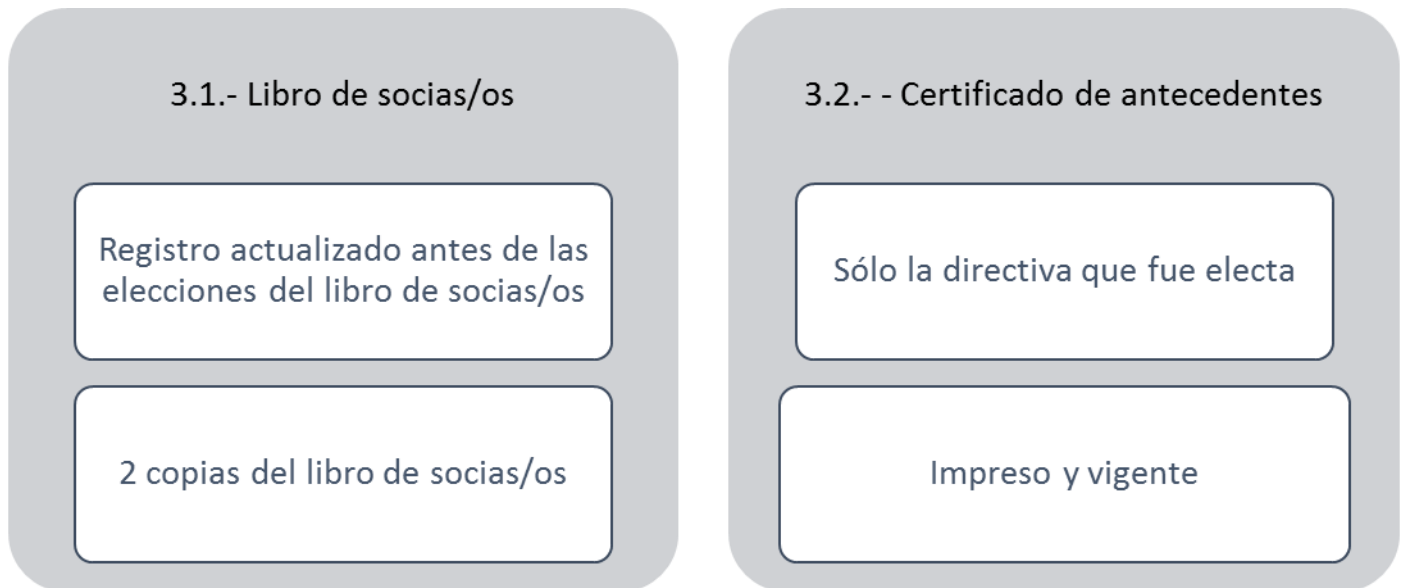 3.1.- Libro de socias/os
Registro actualizado antes de las
elecciones del libro de socias/os
2 copias del libro de socias/os
3.2.- - Certificado de antecedentes
Sólo la directiva que fue electa
Impreso y vigente